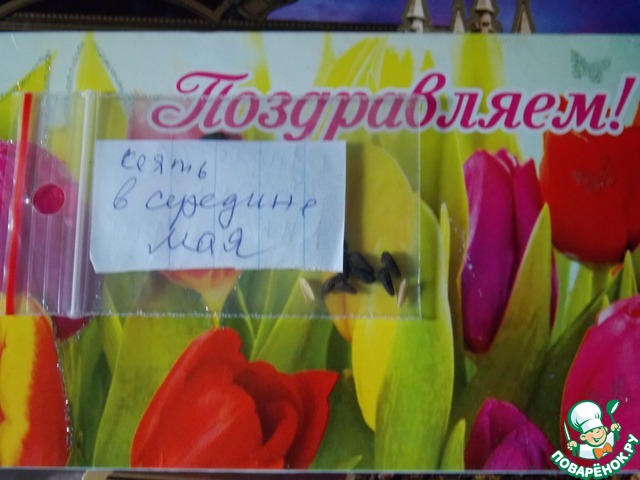 Поздравляем!
сеять
в середине
мая
ПОВАРЁНОК.РУ